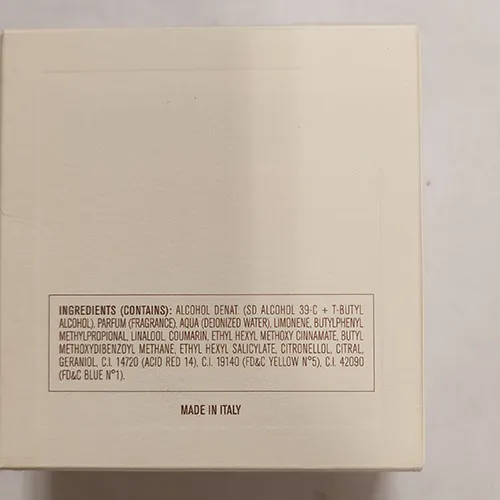 INGREDIENTS (CONTAINS): ALCOHOL DENAT. (SD ALCOHOL 39-C + T-BUTYL
ALCOHOL), PARFUM (FRAGRANCE), AQUA (DEIONIZED WATER), LIMONENE, BUTYLPHENYL
METHYLPROPIONAL, LINALOOL, COUMARIN, ETHYL HEXYL METHOXY CINNAMATE, BUTYL
METHOXYDIBENZOYL METHANE, ETHYL HEXYL SALICYLATE, CITRONELLOL, CITRAL,
GERANIOL, C.I. 14720 (ACID RED 14), C.I. 19140 (FD&C YELLOW N°5), C.I. 42090
(FD&C BLUE N°1).
MADE IN ITALY